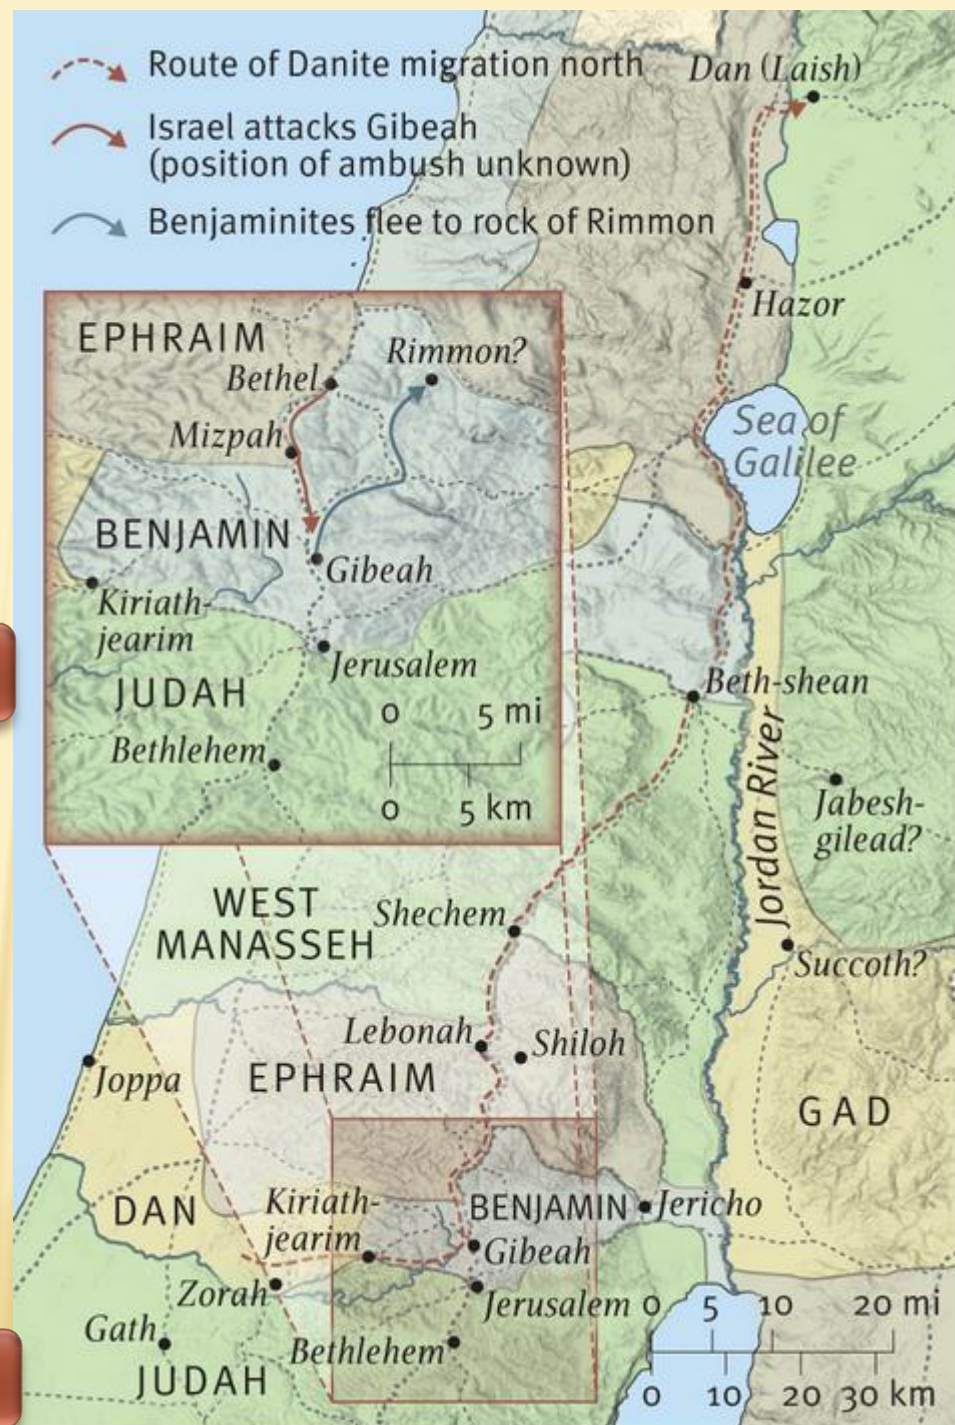 Route of Danite migration north
Dan (Laish)
Israel attacks Gibeah
(position of ambush unknown)
Benjaminites flee to rock of Rimmon
Hazor
EPHRAIM
Rimmon?
Bethel
Sea of
Galilee
Mizpah
BENJAMIN
Gibeah
Kiriath-
jearim
Jerusalem
JUDAH
0 5 mi
Bethlehem
0 5 km
Beth-shean
Jordan River
Jabesh-
gilead?
WEST
MANASSEH
Shechem
Succoth?
Lebonah
Shiloh
Joppa
EPHRAIM
GAD
DAN
Kiriath-
jearim
BENJAMIN
Jericho
Gibeah
Zorah
Jerusalem
0 5 10 20 mi
Gath
Bethlehem
JUDAH
0 10 20 30 km